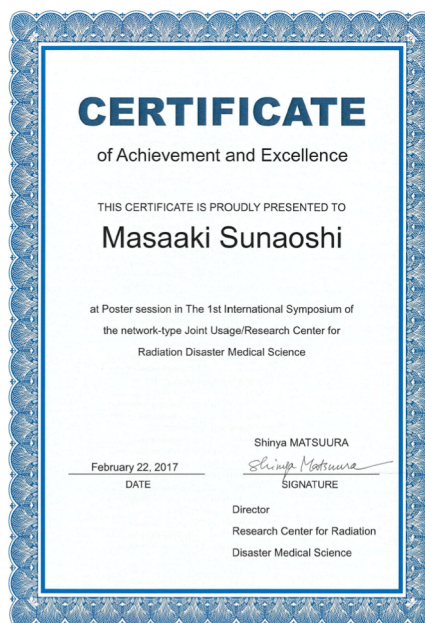 CERTIFICATE
of Achievement and Excellence
THIS CERTIFICATE IS PROUDLY PRESENTED TO
Masaaki Sunaoshi
at Poster session in The 1st International Symposium of
the network-type Joint Usage/Research Center for
Radiation Disaster Medical Science
Shinya MATSUURA
February 22, 2017
Shinya Matsuura
DATE
SIGNATURE
Director
Research Center for Radiation
Disaster Medical Science